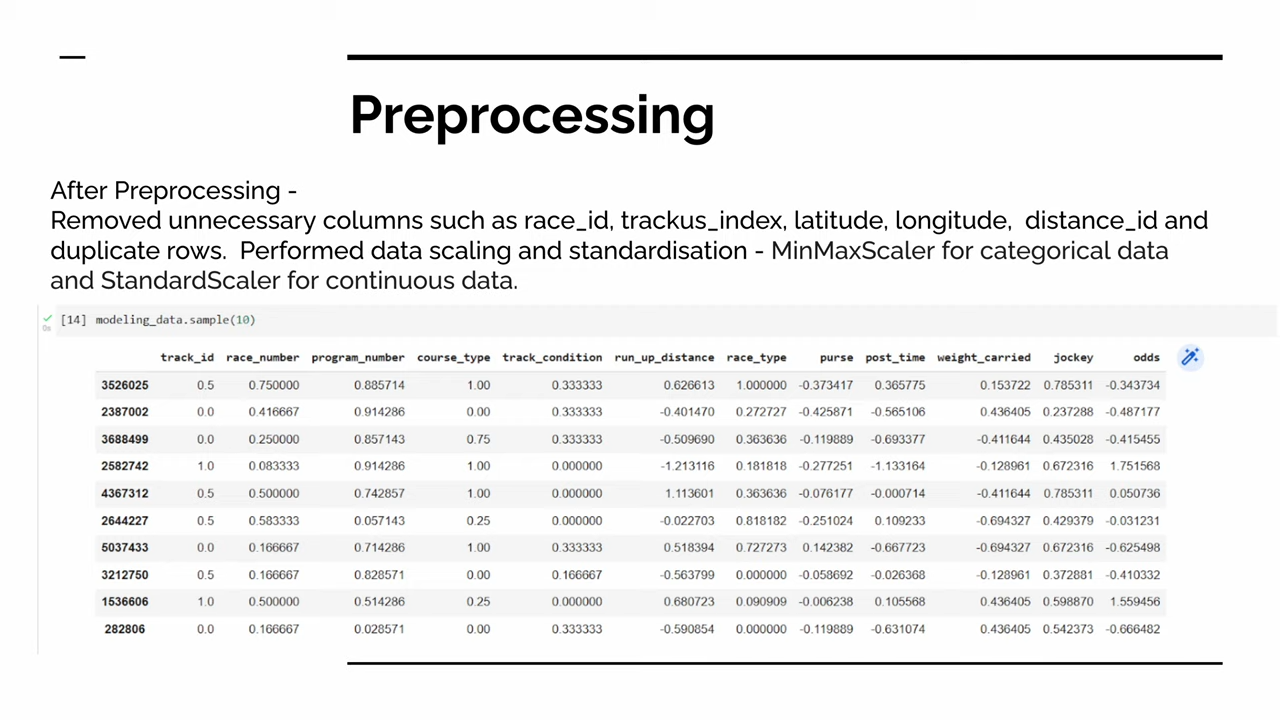 Preprocessing
After Preprocessing -
Removed unnecessary columns such as race_id, trackus_index, latitude, longitude, distance_id and
duplicate rows. Performed data scaling and standardisation - MinMaxScaler for categorical data
and StandardScaler for continuous data.
[14] modeling_data.sample(10)
0s
track_id race_number program_number course_type track_condition run_up_distance race_type purse post_time weight_carried jockey odds
3526025 0.5 0.750000 0.885714 1.00 0.333333 0.626613 1.000000 -0.373417 0.365775 0.153722 0.785311 -0.343734
2387002 0.0 0.416667 0.914286 0.00 0.333333 -0.401470 0.272727 -0.425871 -0.565106 0.436405 0.237288 -0.487177
3688499 0.0 0.250000 0.857143 0.75 0.333333 -0.509690 0.363636 -0.119889 -0.693377 -0.411644 0.435028 -0.415455
2582742 1.0 0.083333 0.914286 1.00 0.000000 -1.213116 0.181818 -0.277251 -1.133164 -0.128961 0.672316 1.751568
4367312 0.5 0.500000 0.742857 1.00 0.000000 1.113601 0.363636 -0.076177 -0.000714 -0.411644 0.785311 0.050736
2644227 0.5 0.583333 0.057143 0.25 0.000000 -0.022703 0.818182 -0.251024 0.109233 -0.694327 0.429379 -0.031231
5037433 0.0 0.166667 0.714286 1.00 0.333333 0.518394 0.727273 0.142382 -0.667723 -0.694327 0.672316 -0.625498
3212750 0.5 0.166667 0.828571 0.00 0.166667 -0.563799 0.000000 -0.058692 -0.026368 -0.128961 0.372881 -0.410332
1536606 1.0 0.500000 0.514286 0.25 0.000000 0.680723 0.090909 -0.006238 0.105568 0.436405 0.598870 1.559456
282806 0.0 0.166667 0.028571 0.00 0.333333 -0.590854 0.000000 -0.119889 -0.631074 0.436405 0.542373 -0.666482